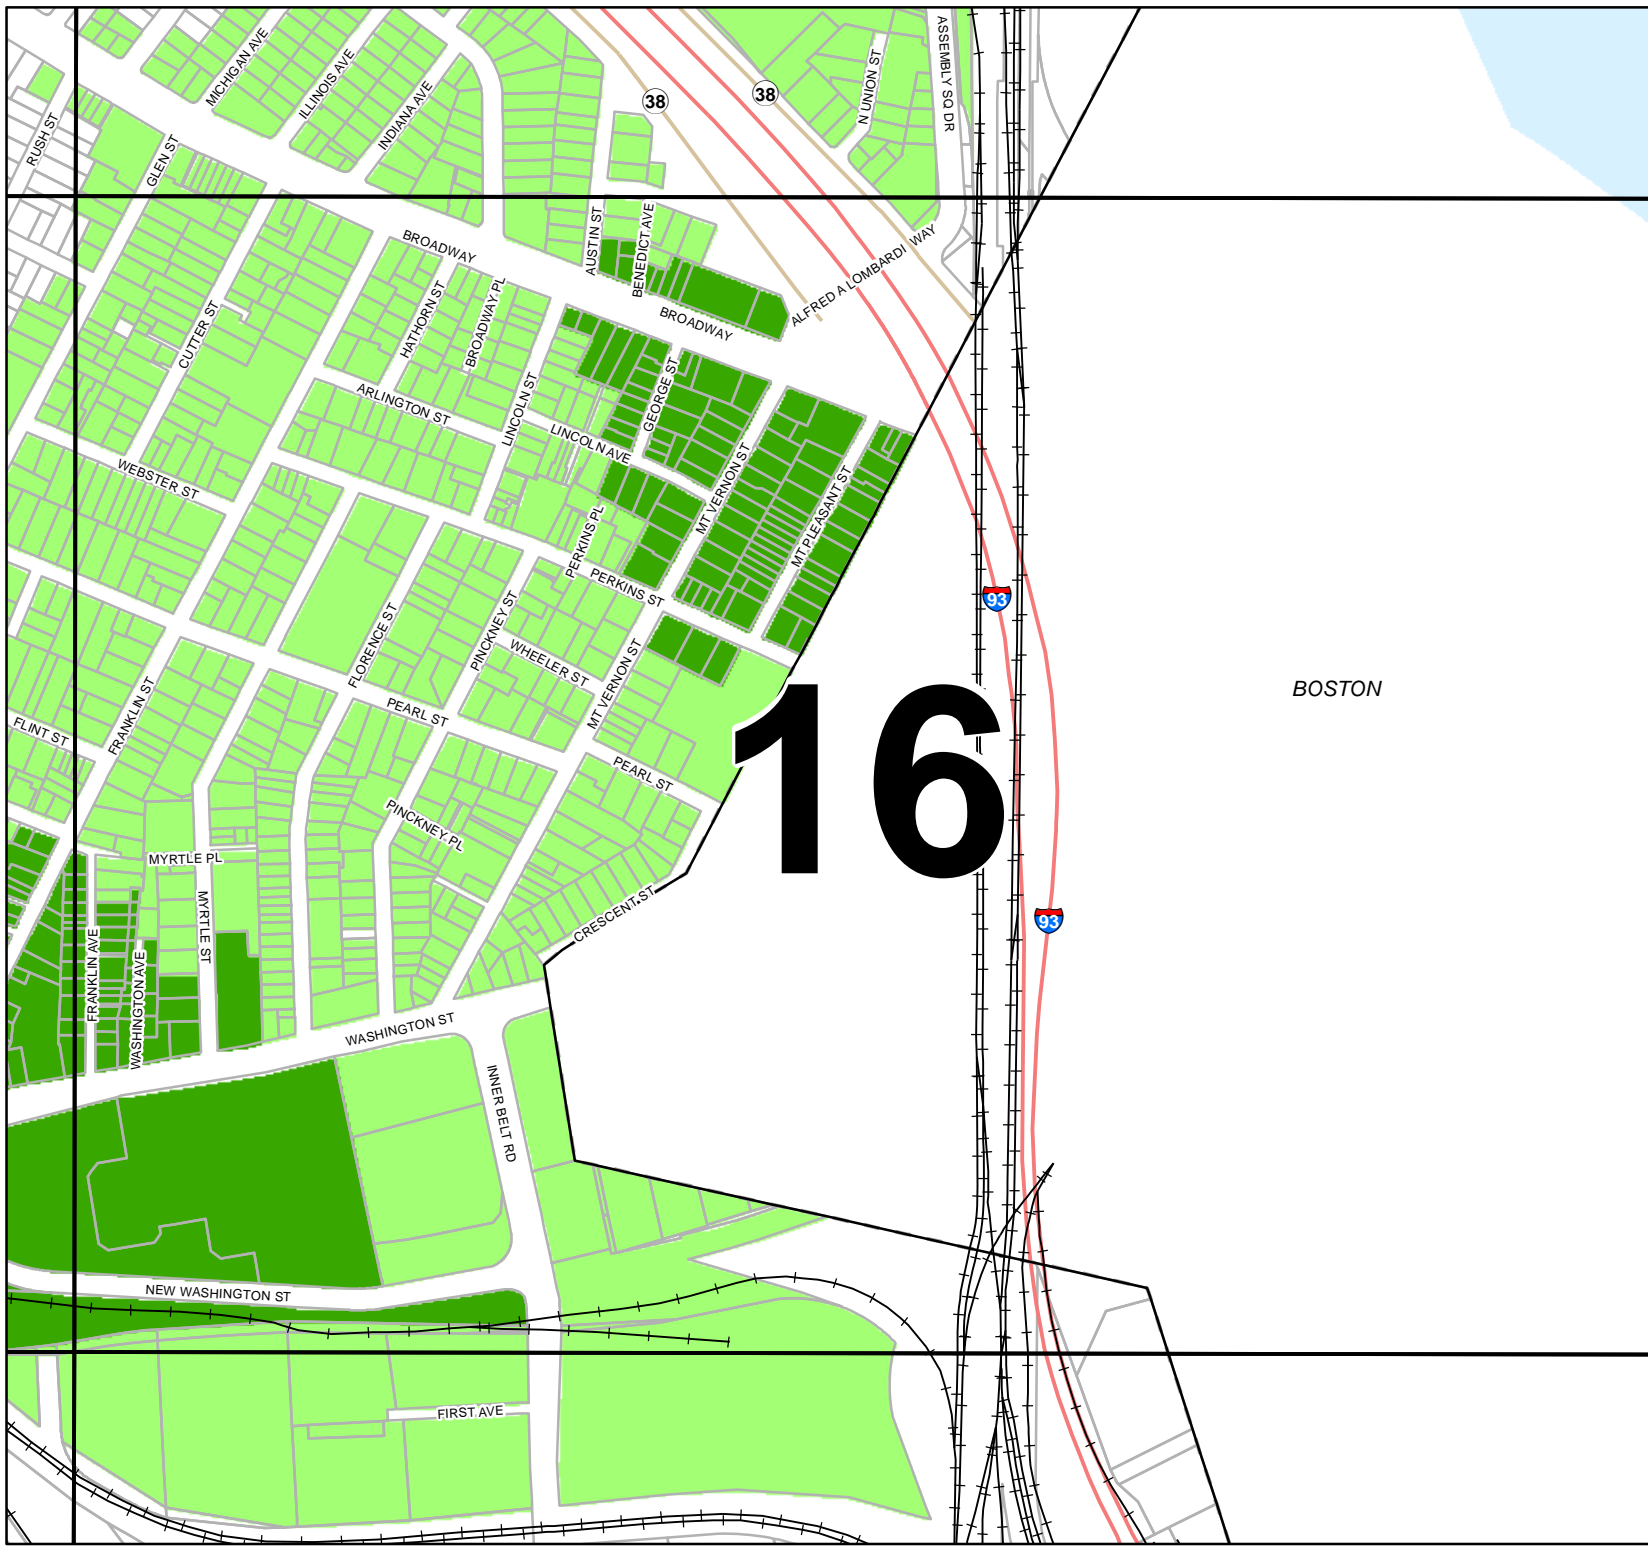 MICHIGAN AVE
ILLINOIS AVE
INDIANA AVE
38
38
N UNION ST
ASSEMBLY SQ DR
RUSH ST
GLEN ST
BROADWAY
AUSTIN ST
BENEDICT AVE
ALFRED A LOMBARDI WAY
CUTTER ST
HATHORN ST
BROADWAY PL
BROADWAY
ARLINGTON ST
LINCOLN ST
GEORGE ST
LINCOLN AVE
WEBSTER ST
MT VERNON ST
MT PLEASANT ST
PERKINS PL
PERKINS ST
93
FLORENCE ST
PINCKNEY ST
WHEELER ST
MT VERNON ST
BOSTON
FRANKLIN ST
FLINT ST
PEARL ST
PEARL ST
16
PINCKNEY PL
MYRTLE PL
MYRTLE ST
CRESCENT ST
93
FRANKLIN AVE
WASHINGTON AVE
WASHINGTON ST
INNER BELT RD
NEW WASHINGTON ST
FIRST AVE